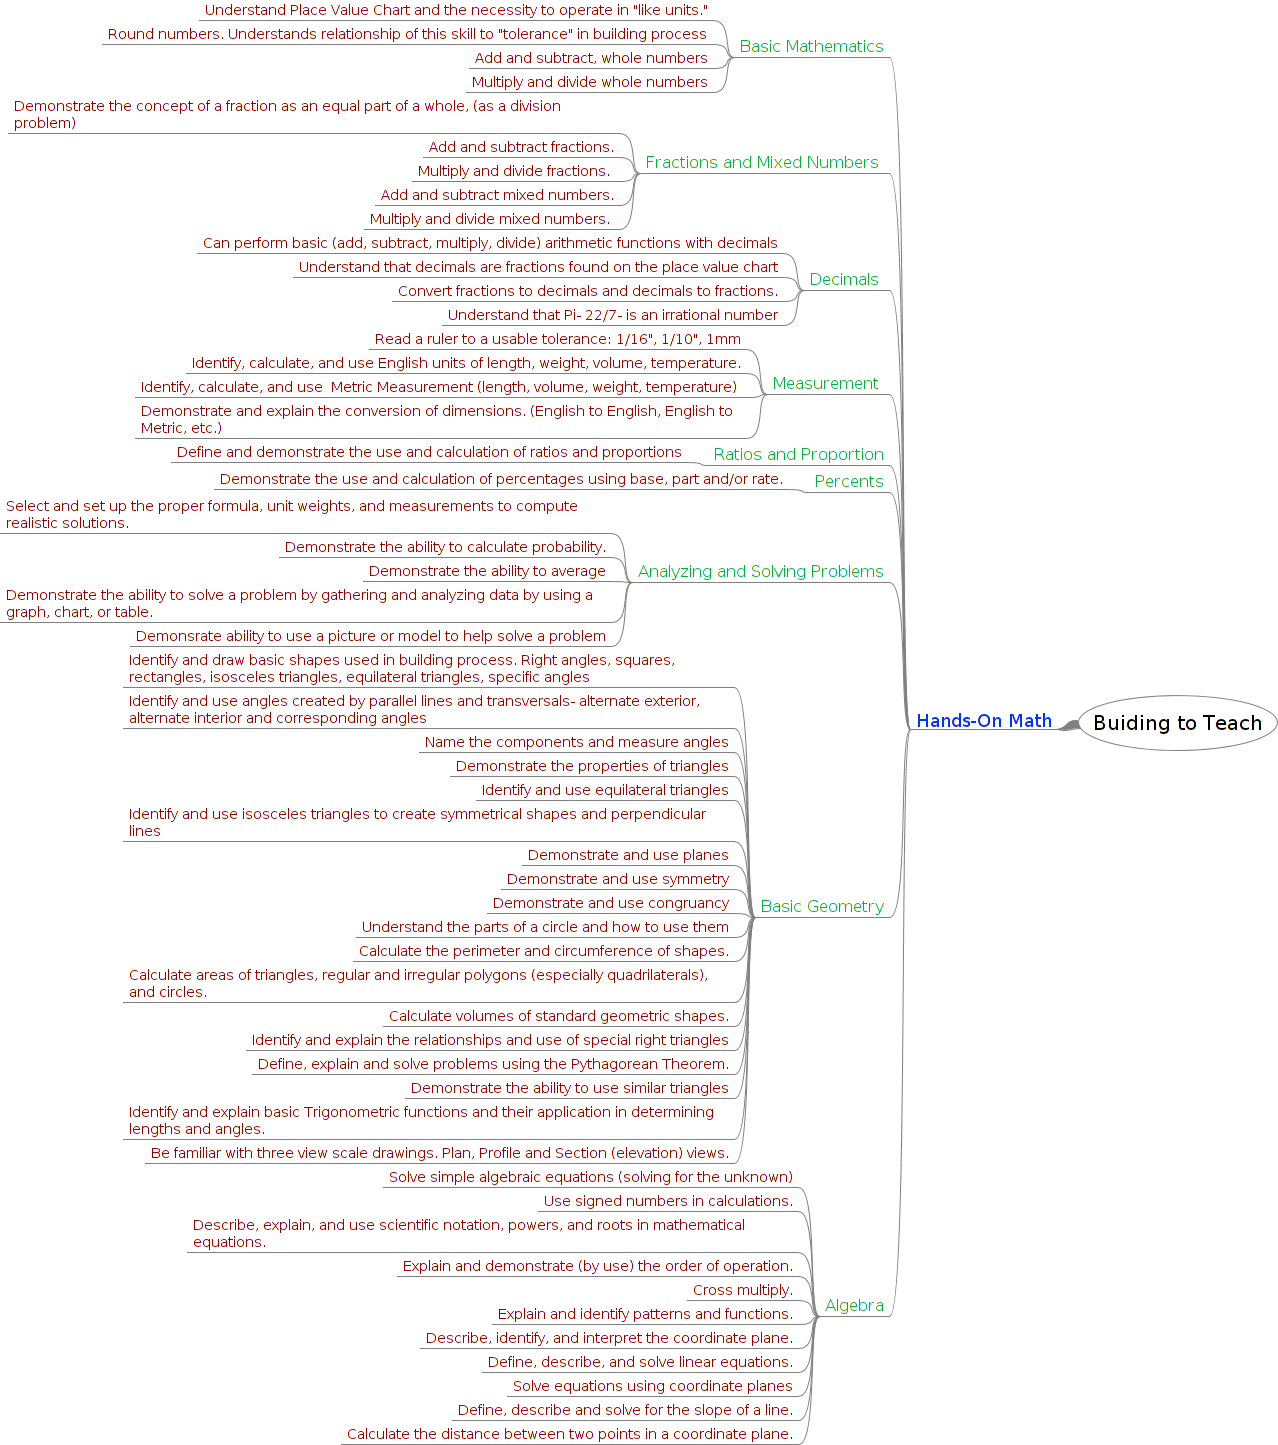 Understand Place Value Chart and the necessity to operate in "like units."
Round numbers. Understands relationship of this skill to "tolerance" in building process
Add and subtract, whole numbers
Multiply and divide whole numbers
Basic Mathematics
Demonstrate the concept of a fraction as an equal part of a whole, (as a division
problem)
Add and subtract fractions.
Multiply and divide fractions.
Add and subtract mixed numbers.
Multiply and divide mixed numbers.
Fractions and Mixed Numbers
Can perform basic (add, subtract, multiply, divide) arithmetic functions with decimals
Understand that decimals are fractions found on the place value chart
Convert fractions to decimals and decimals to fractions.
Understand that Pi- 22/7- is an irrational number
Decimals
Read a ruler to a usable tolerance: 1/16", 1/10", 1mm
Identify, calculate, and use English units of length, weight, volume, temperature.
Identify, calculate, and use  Metric Measurement (length, volume, weight, temperature)
Demonstrate and explain the conversion of dimensions. (English to English, English to
Metric, etc.)
Measurement
Define and demonstrate the use and calculation of ratios and proportions
Ratios and Proportion
Demonstrate the use and calculation of percentages using base, part and/or rate.
Percents
Select and set up the proper formula, unit weights, and measurements to compute
realistic solutions.
Demonstrate the ability to calculate probability.
Demonstrate the ability to average
Demonstrate the ability to solve a problem by gathering and analyzing data by using a
graph, chart, or table.
Demonsrate ability to use a picture or model to help solve a problem
Analyzing and Solving Problems
Identify and draw basic shapes used in building process. Right angles, squares,
rectangles, isosceles triangles, equilateral triangles, specific angles
Identify and use angles created by parallel lines and transversals- alternate exterior,
alternate interior and corresponding angles
Name the components and measure angles
Demonstrate the properties of triangles
Identify and use equilateral triangles
Identify and use isosceles triangles to create symmetrical shapes and perpendicular
lines
Demonstrate and use planes
Demonstrate and use symmetry
Demonstrate and use congruancy
Understand the parts of a circle and how to use them
Calculate the perimeter and circumference of shapes.
Calculate areas of triangles, regular and irregular polygons (especially quadrilaterals),
and circles.
Calculate volumes of standard geometric shapes.
Identify and explain the relationships and use of special right triangles
Define, explain and solve problems using the Pythagorean Theorem.
Demonstrate the ability to use similar triangles
Identify and explain basic Trigonometric functions and their application in determining
lengths and angles.
Be familiar with three view scale drawings. Plan, Profile and Section (elevation) views.
Basic Geometry
Solve simple algebraic equations (solving for the unknown)
Use signed numbers in calculations.
Describe, explain, and use scientific notation, powers, and roots in mathematical
equations.
Explain and demonstrate (by use) the order of operation.
Cross multiply.
Explain and identify patterns and functions.
Describe, identify, and interpret the coordinate plane.
Define, describe, and solve linear equations.
Solve equations using coordinate planes
Define, describe and solve for the slope of a line.
Calculate the distance between two points in a coordinate plane.
Algebra
Hands-On Math
Buiding to Teach